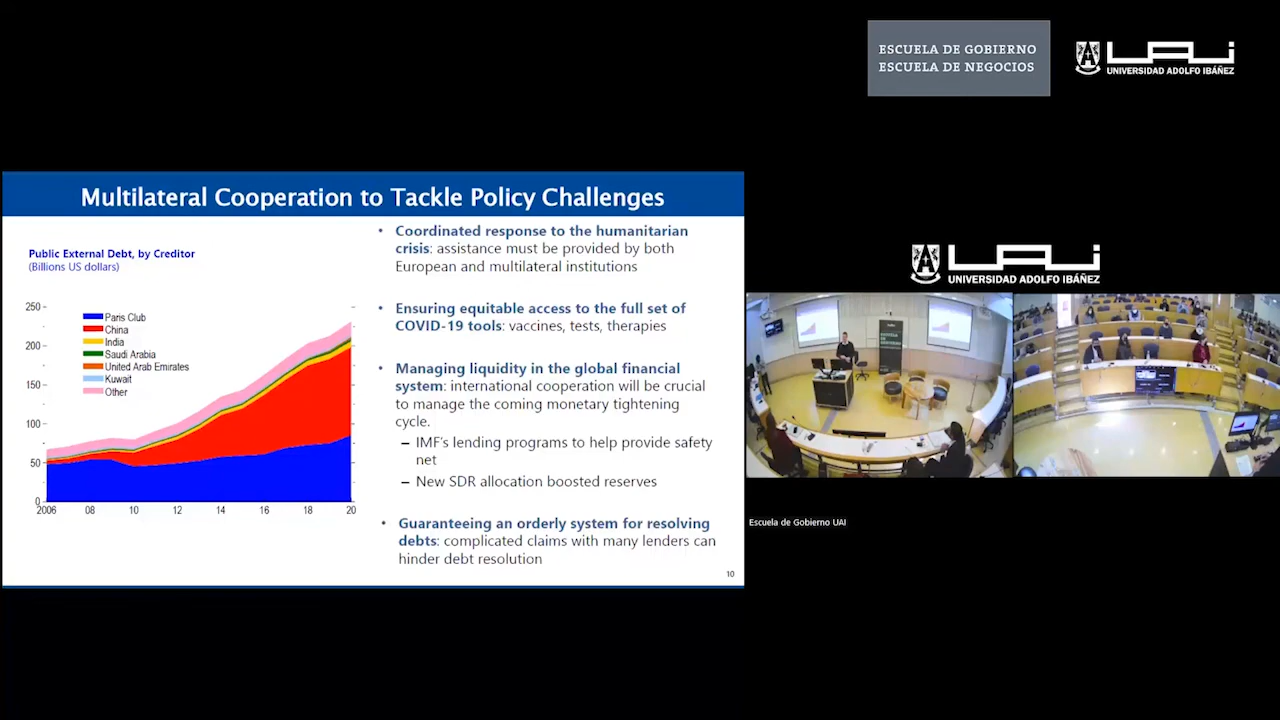 ESCUELA DE GOBIERNO
ESCUELA DE NEGOCIOS
UAI
UNIVERSIDAD ADOLFO IBÁÑEZ
Multilateral Cooperation to Tackle Policy Challenges
Public External Debt, by Creditor
(Billions US dollars)
250
200
150
100
50
0
2006 08 10 12 14 16 18 20
Paris Club
China
India
Saudi Arabia
United Arab Emirates
Kuwait
Other
• Coordinated response to the humanitarian
crisis: assistance must be provided by both
European and multilateral institutions
• Ensuring equitable access to the full set of
COVID-19 tools: vaccines, tests, therapies
• Managing liquidity in the global financial
system: international cooperation will be crucial
to manage the coming monetary tightening
cycle.
– IMF's lending programs to help provide safety
net
– New SDR allocation boosted reserves
• Guaranteeing an orderly system for resolving
debts: complicated claims with many lenders can
hinder debt resolution
10
UAI
UNIVERSIDAD ADOLFO IBÁÑEZ
Escuela de Gobierno UAI